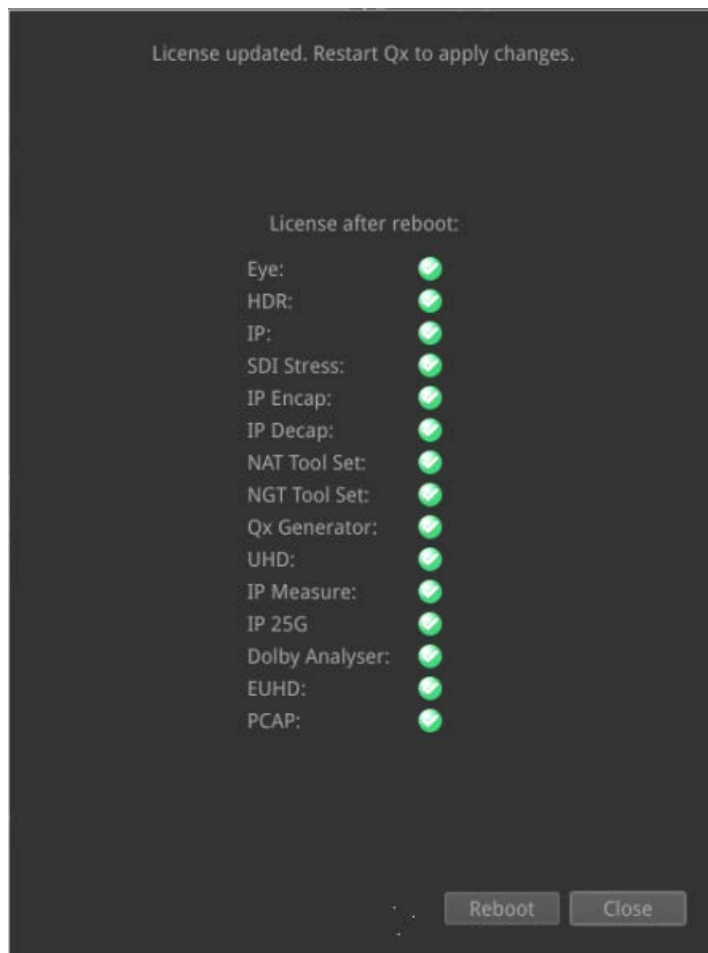 License updated. Restart Qx to apply changes.
License after reboot:
Eye:
HDR:
IP:
SDI Stress:
IP Encap:
IP Decap:
NAT Tool Set:
NGT Tool Set:
Qx Generator:
UHD:
IP Measure:
IP 25G
Dolby Analyser:
EUHD:
PCAP:
Reboot Close